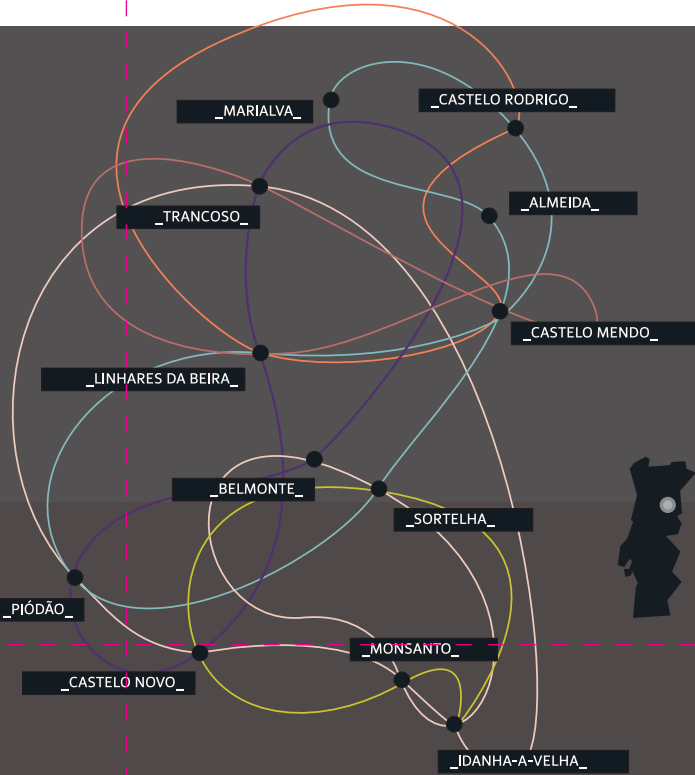 _MARIALVA_
_CASTELO RODRIGO_
_TRANCOSO_
_ALMEIDA_
_CASTELO MENDO_
_LINHARES DA BEIRA_
_BELMONTE_
_SORTELHA_
_PIÓDÃO_
_MONSANTO_
_CASTELO NOVO_
_IDANHA-A-VELHA_